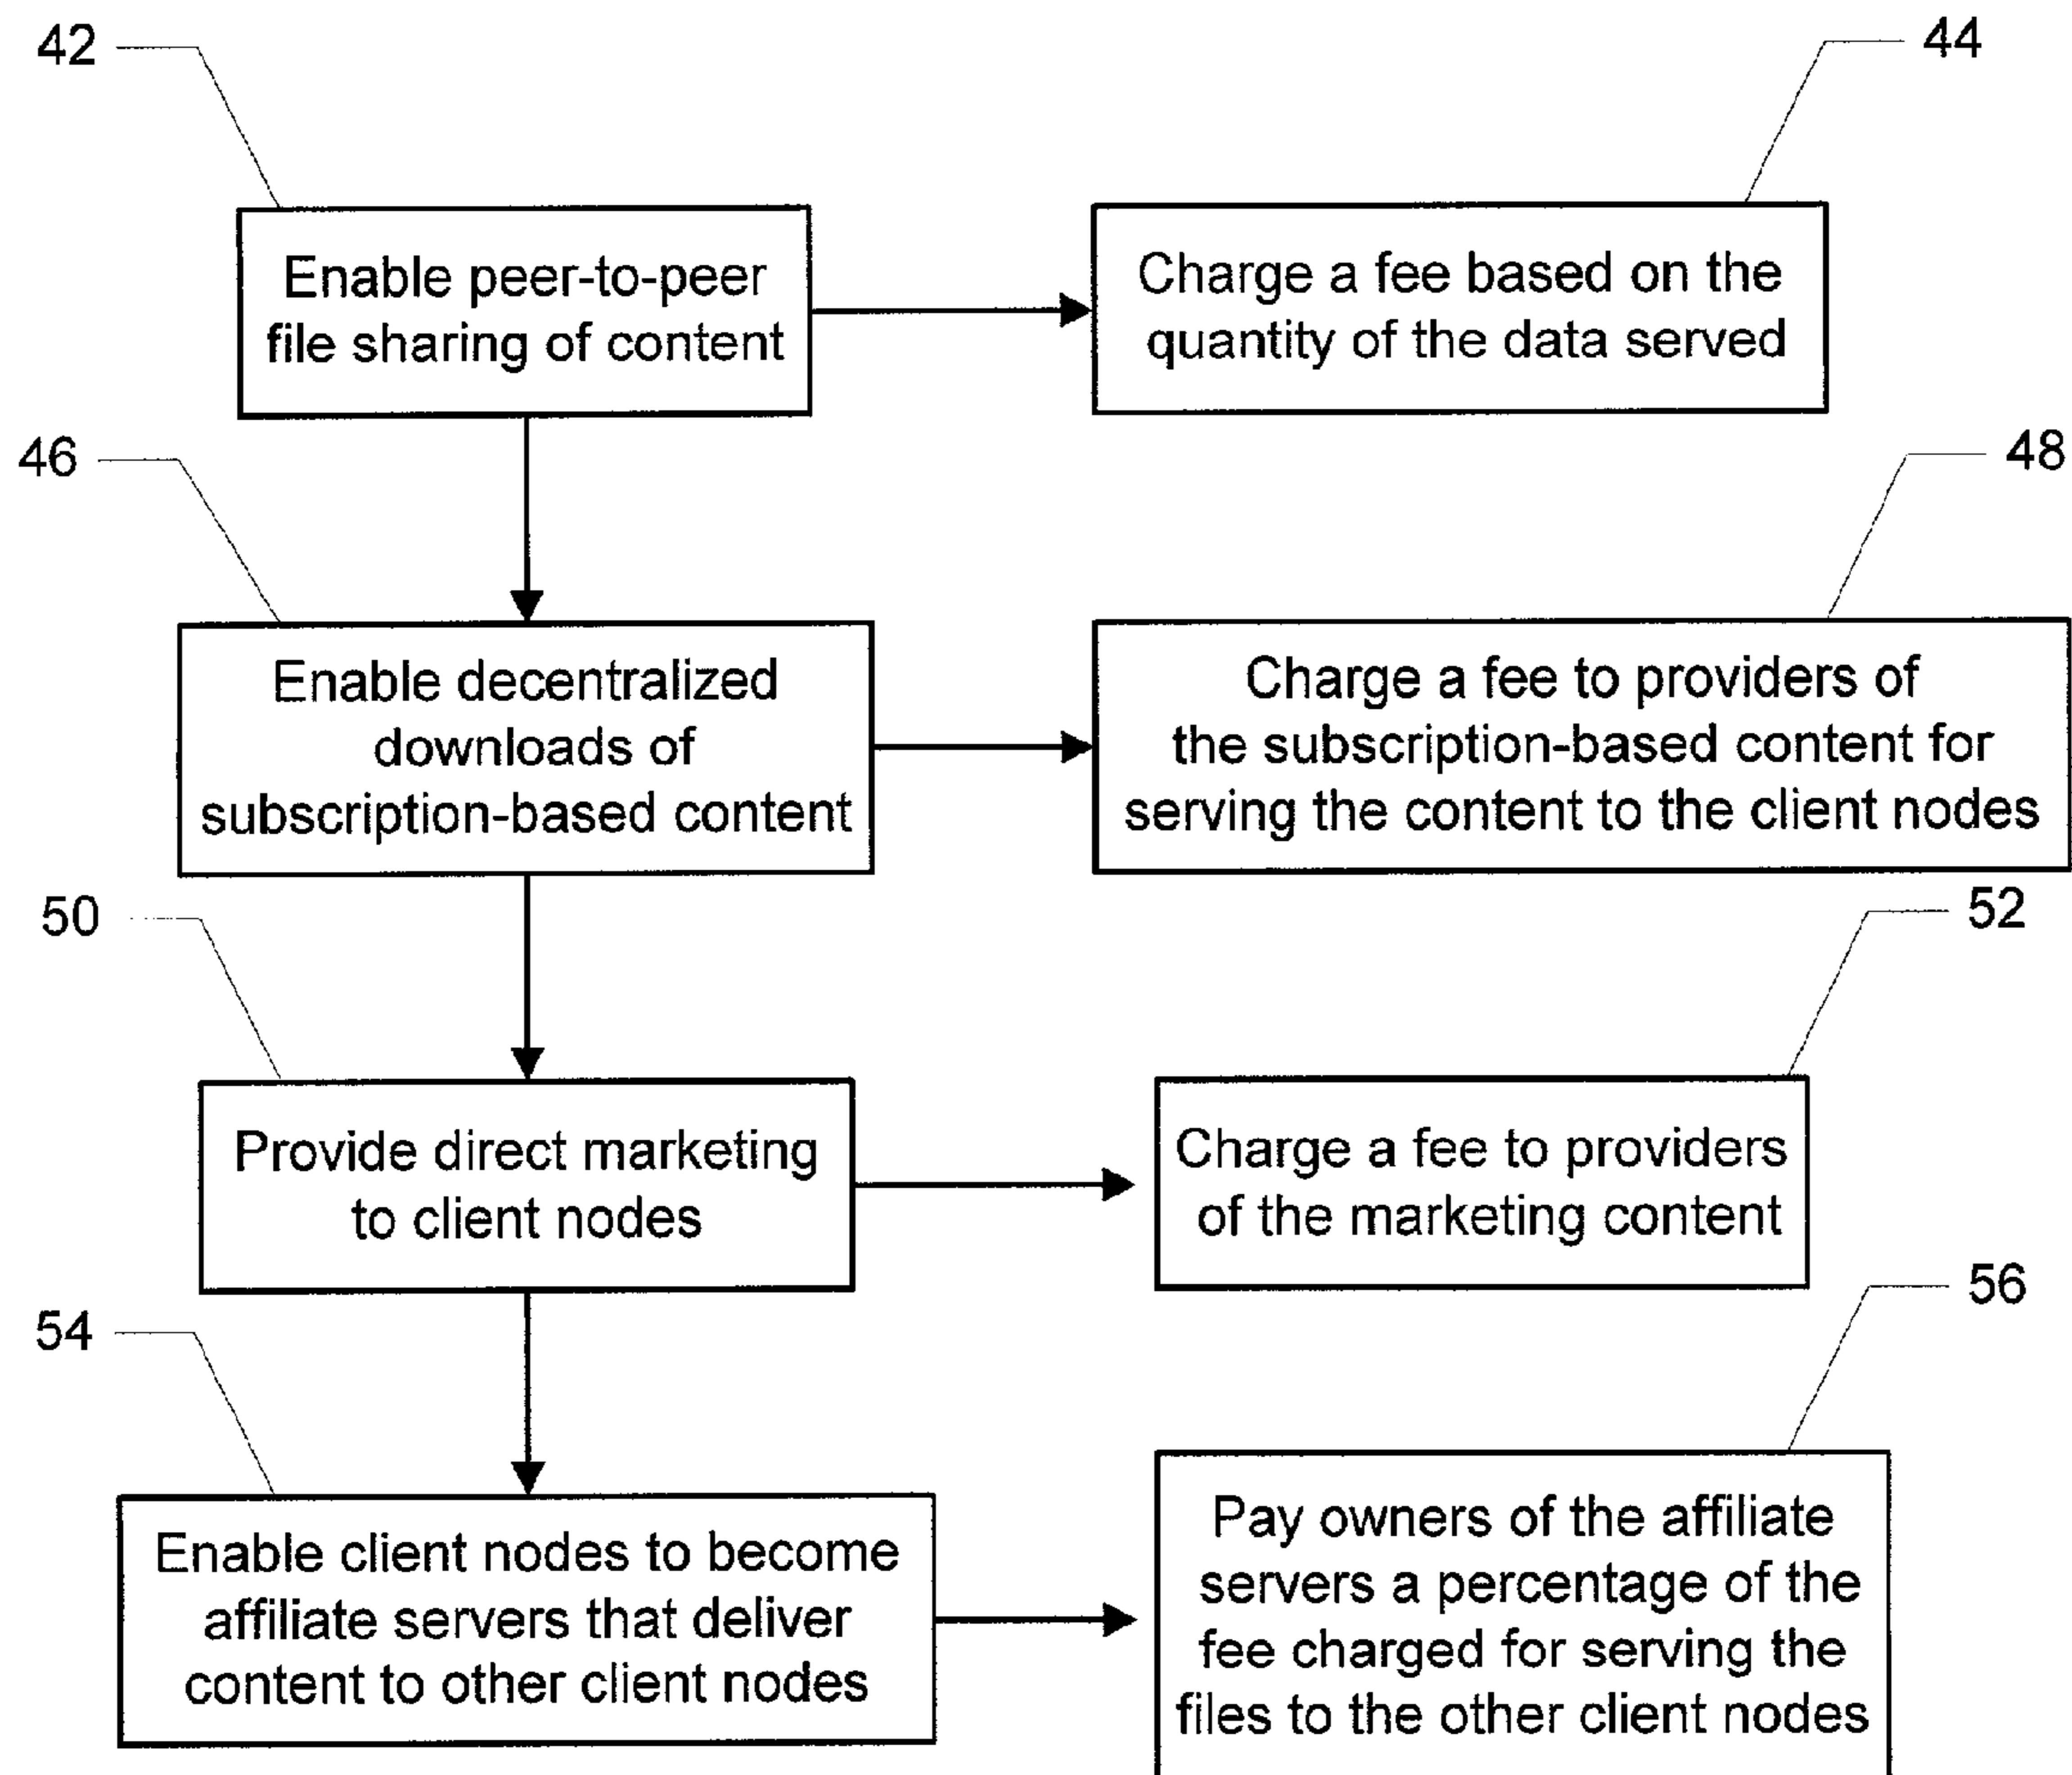 42
44
Enable peer-to-peer
file sharing of content
Charge a fee based on the
quantity of the data served
46
48
Enable decentralized
downloads of
subscription-based content
Charge a fee to providers of
the subscription-based content for
serving the content to the client nodes
50
52
Provide direct marketing
to client nodes
Charge a fee to providers
of the marketing content
54
56
Enable client nodes to become
affiliate servers that deliver
content to other client nodes
Pay owners of the affiliate
servers a percentage of the
fee charged for serving the
files to the other client nodes